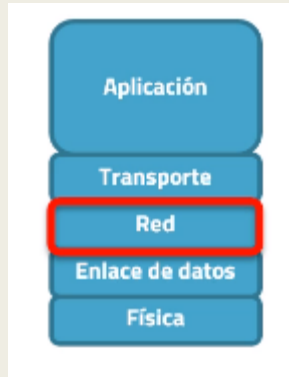 Aplicación
Transporte
Red
Enlace de datos
Física